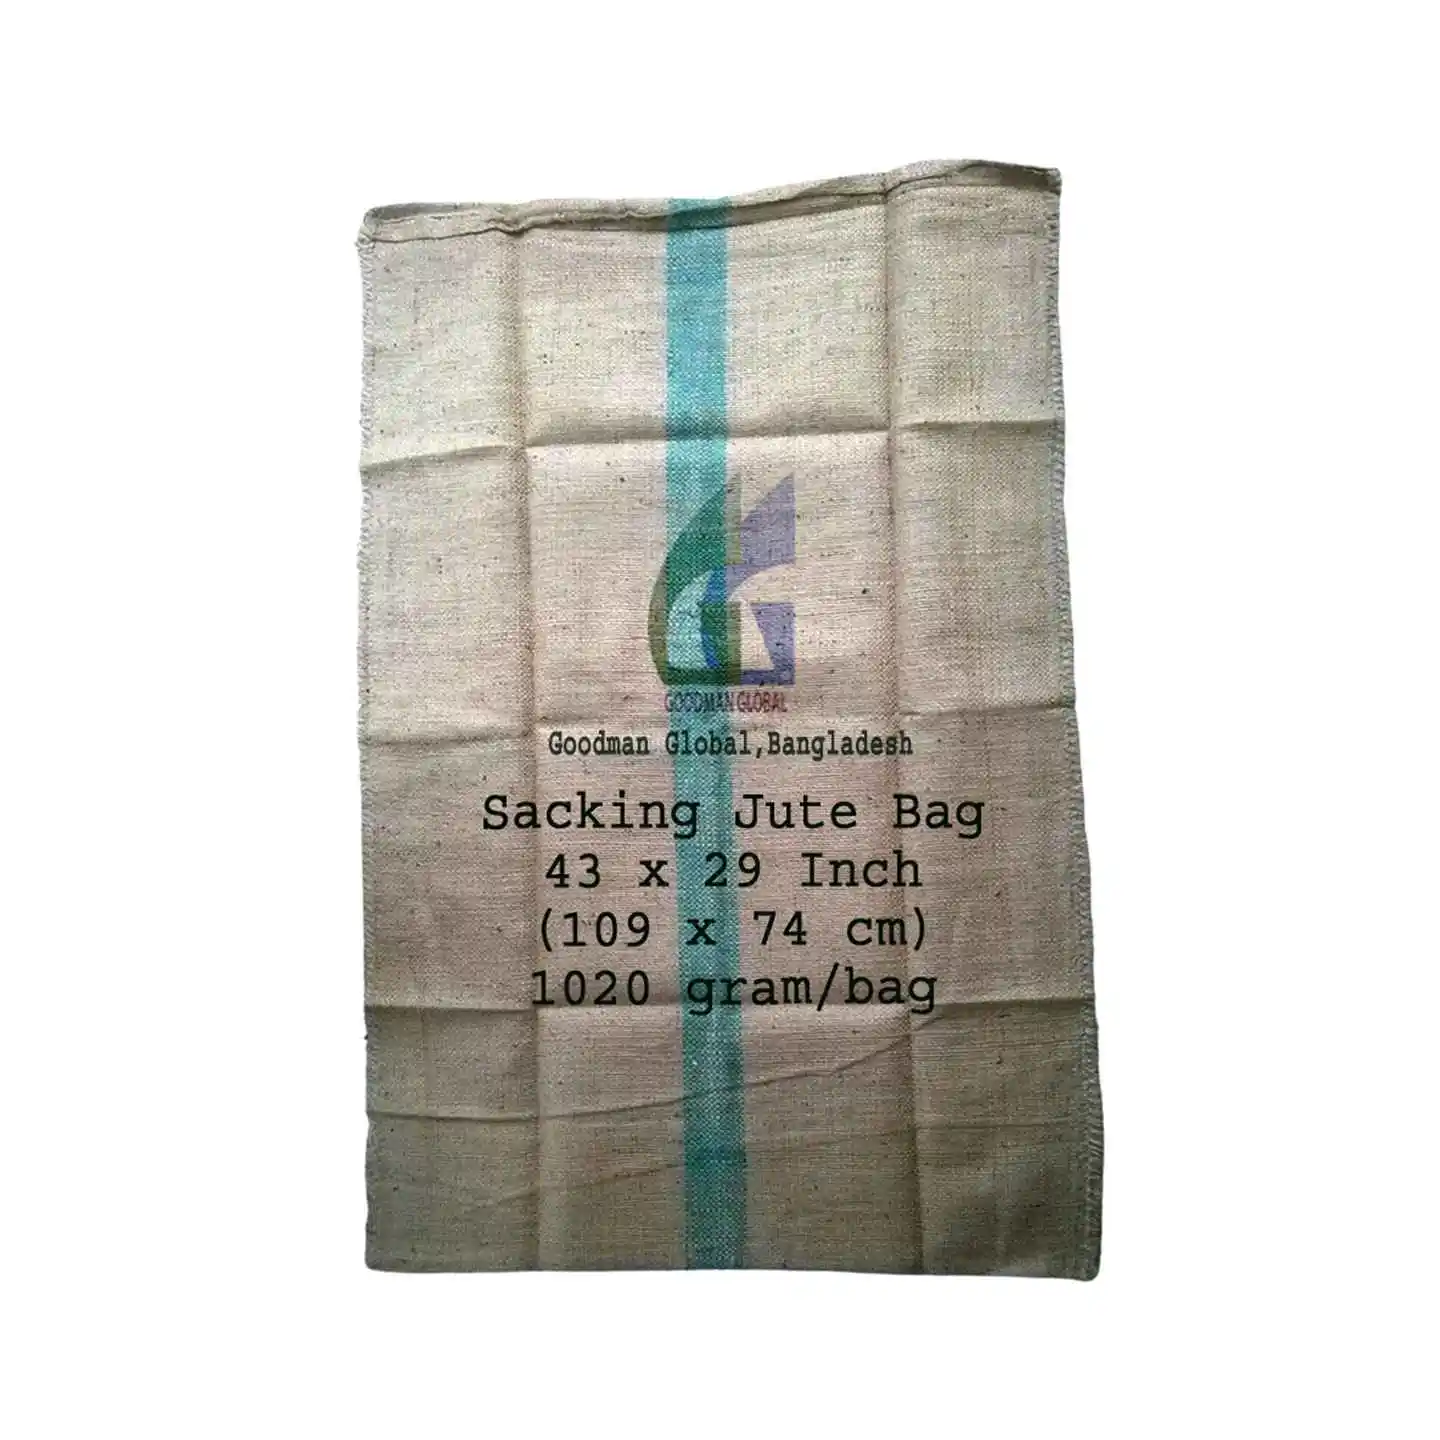 GOODMAN GLOBAL
Goodman Global,Bangladesh
Sacking Jute Bag
43 x 29 Inch
(109 x 74 cm)
1020 gram/bag